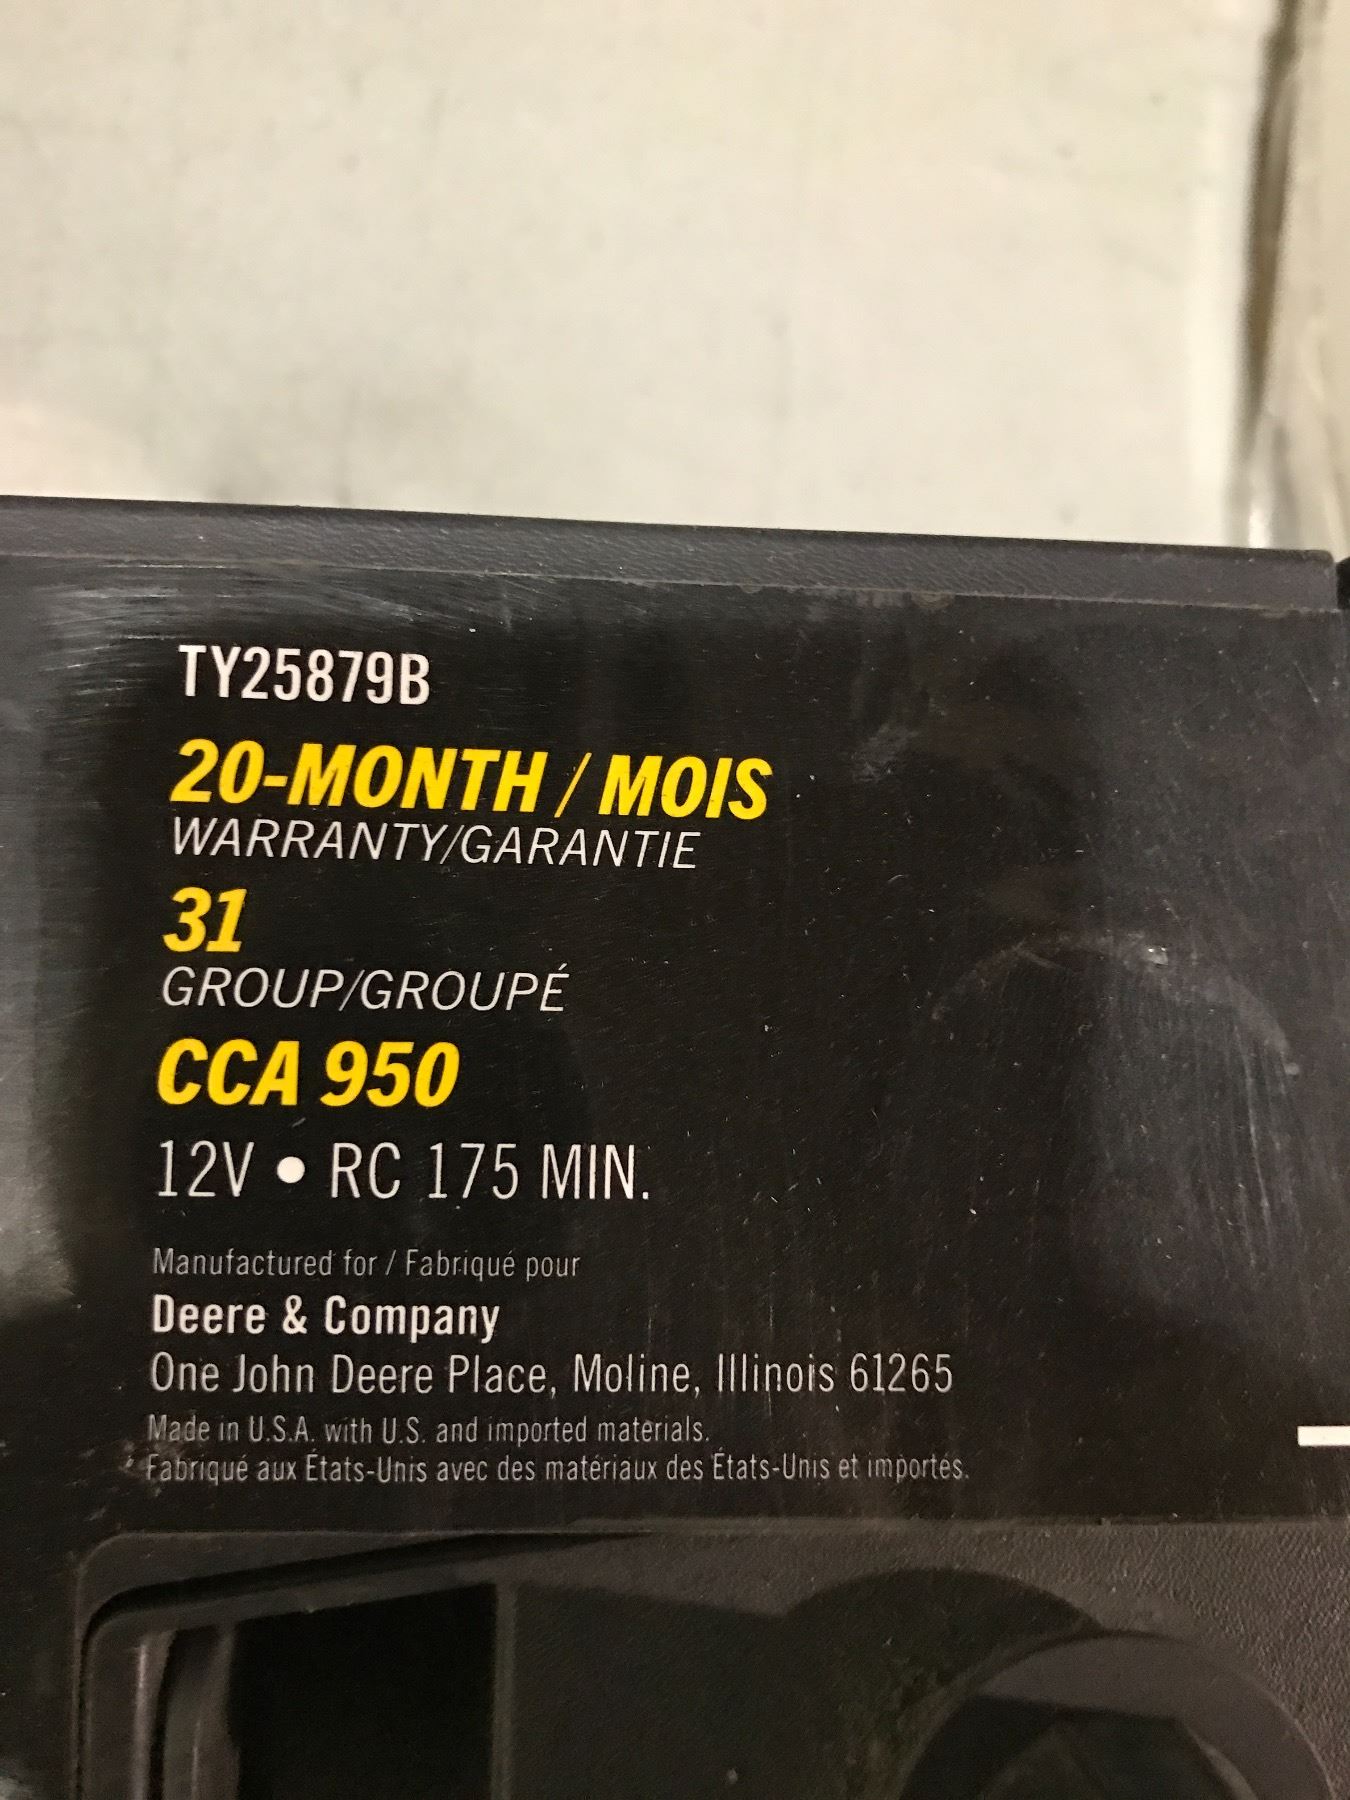 TY25879B
20-MONTH / MOIS
WARRANTY/GARANTIE
31
GROUP/GROUPÉ
CCA 950
12V • RC 175 MIN.
Manufactured for / Fabriqué pour
Deere & Company
One John Deere Place, Moline, Illinois 61265
Made in U.S.A. with U.S. and imported materials.
Fabriqué aux États-Unis avec des matériaux des États-Unis et importés.